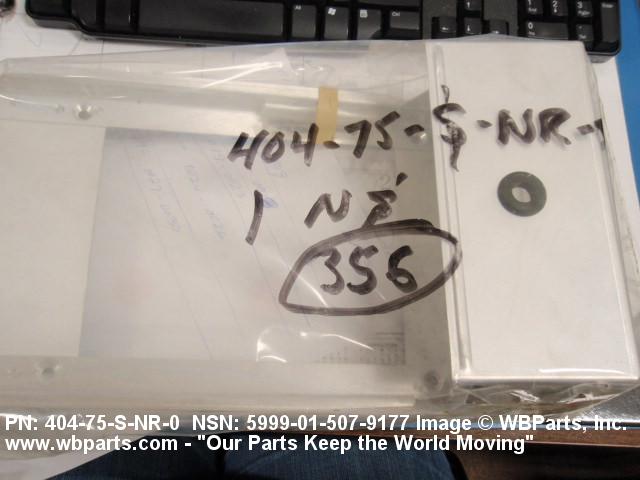 404-75-S-NR-
1 NE
356
PN: 404-75-S-NR-0 NSN: 5999-01-507-9177 Image © WBParts, Inc.
www.wbparts.com - "Our Parts Keep the World Moving"